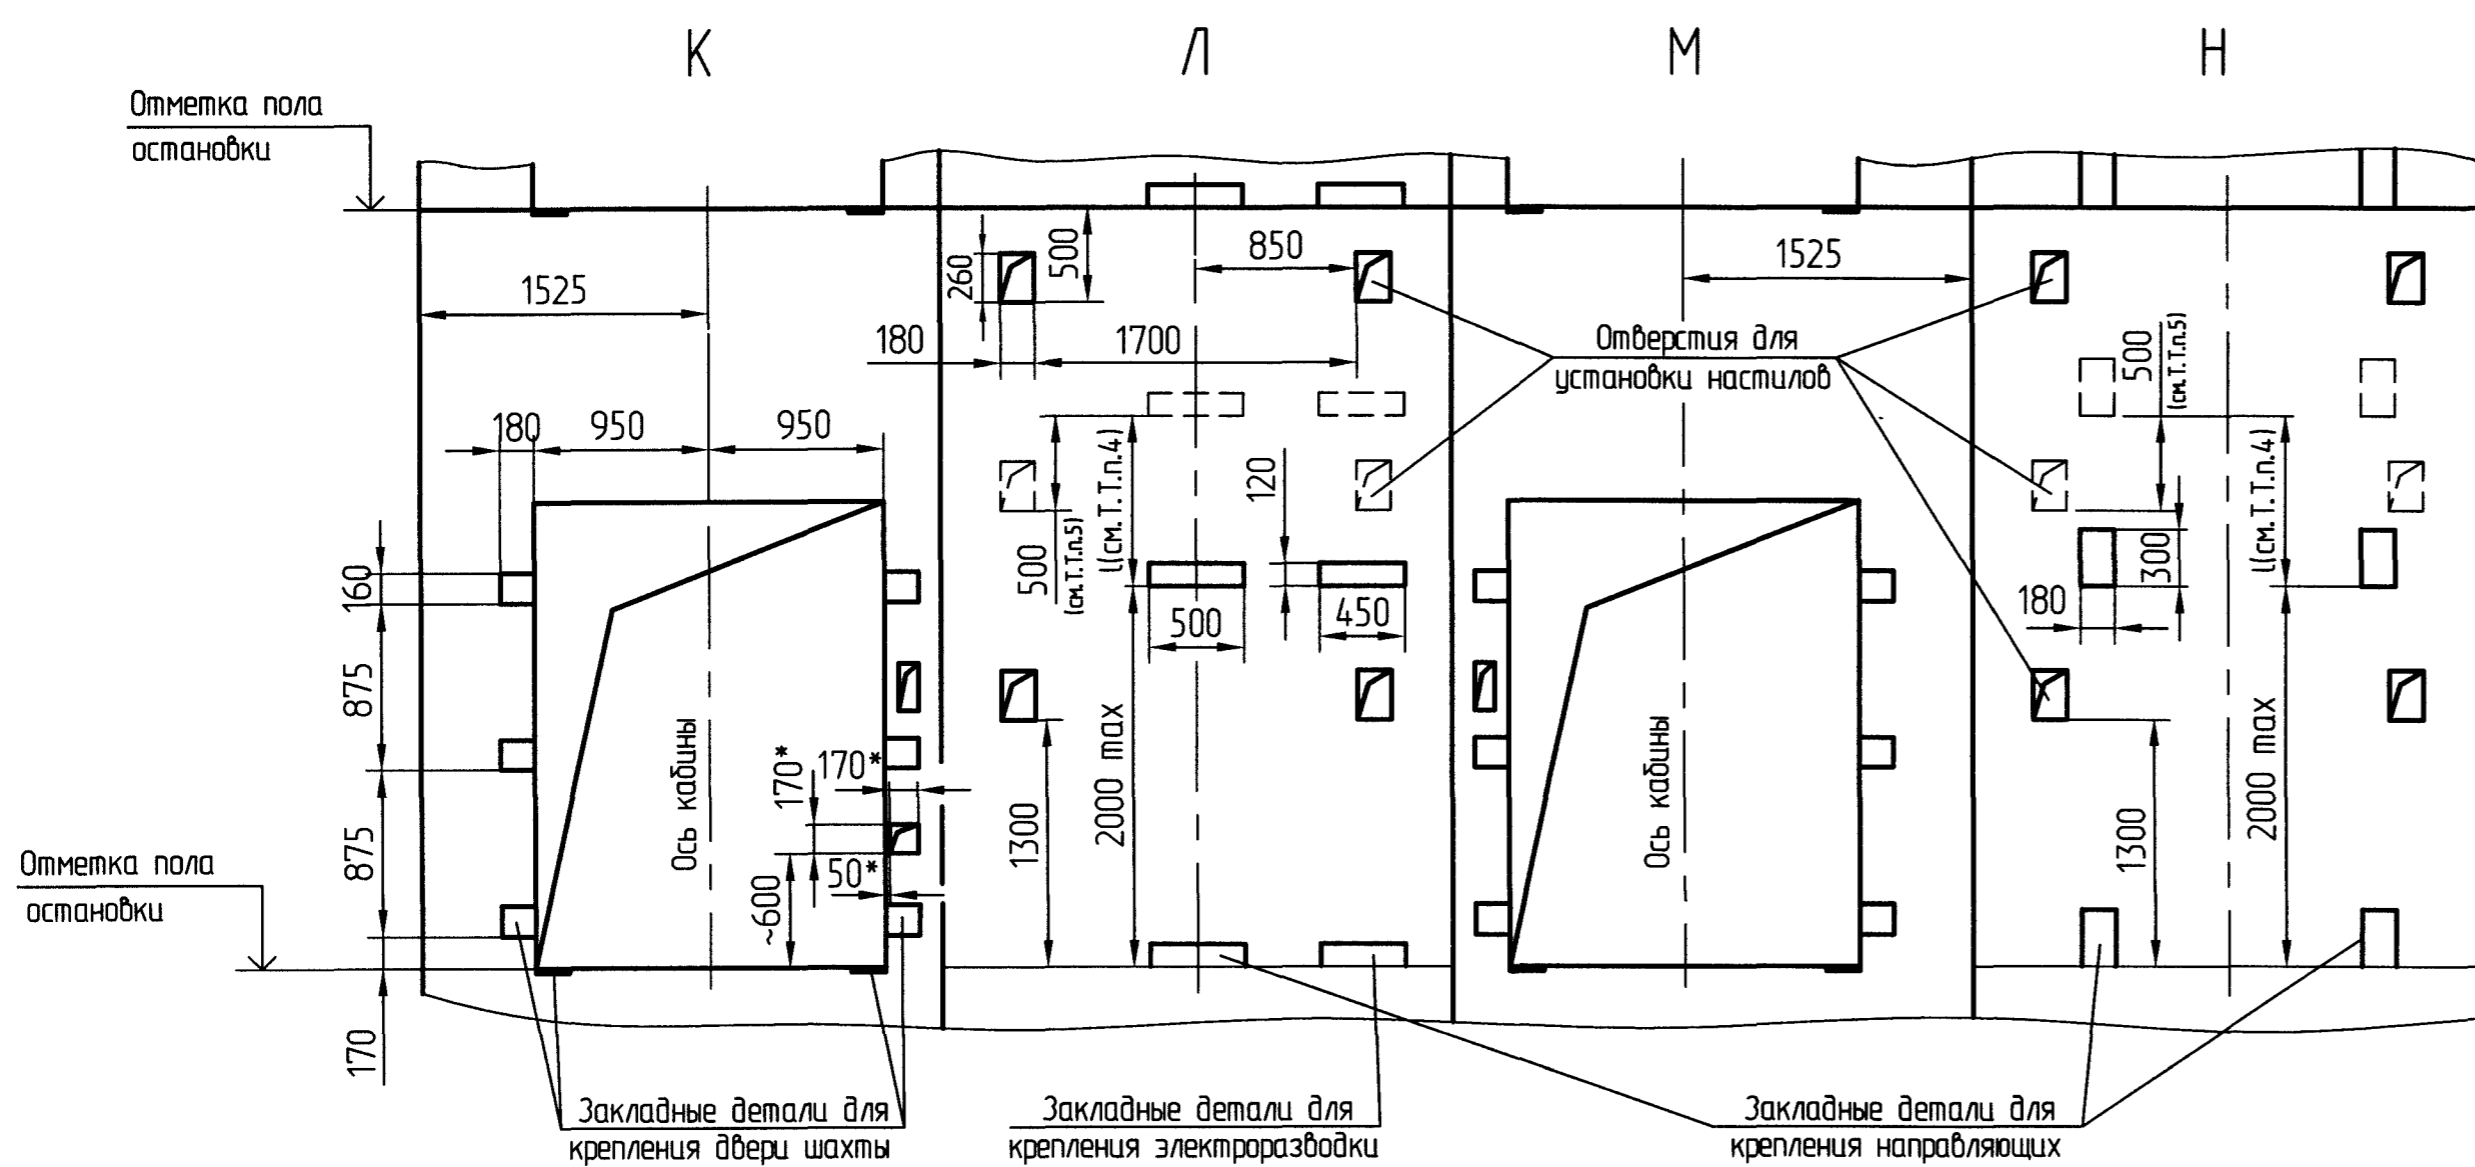 К
Л
М
Н
Отметка пола
остановки
1525
180
950
950
160
875
875
170
Отметка пола
остановки
Ось кабины
170*
170*
50*
~600
260
500
850
180
1700
500
(см.Т.Т.п.5)
l(см.Т.Т.п.4)
120
500
450
1300
2000 max
1525
Отверстия для
установки настилов
Ось кабины
500
(см.Т.Т.п.5)
l(см.Т.Т.п.4)
300
180
1300
2000 max
Закладные детали для
крепления двери шахты
Закладные детали для
крепления электроразводки
Закладные детали для
крепления направляющих